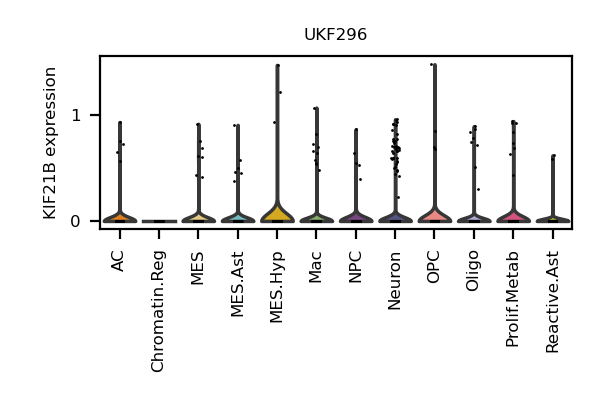 UKF296
KIF21B expression
1
0
AC
Chromatin.Reg
MES
MES.Ast
MES.Hyp
Mac
NPC
Neuron
OPC
Oligo
Prolif.Metab
Reactive.Ast